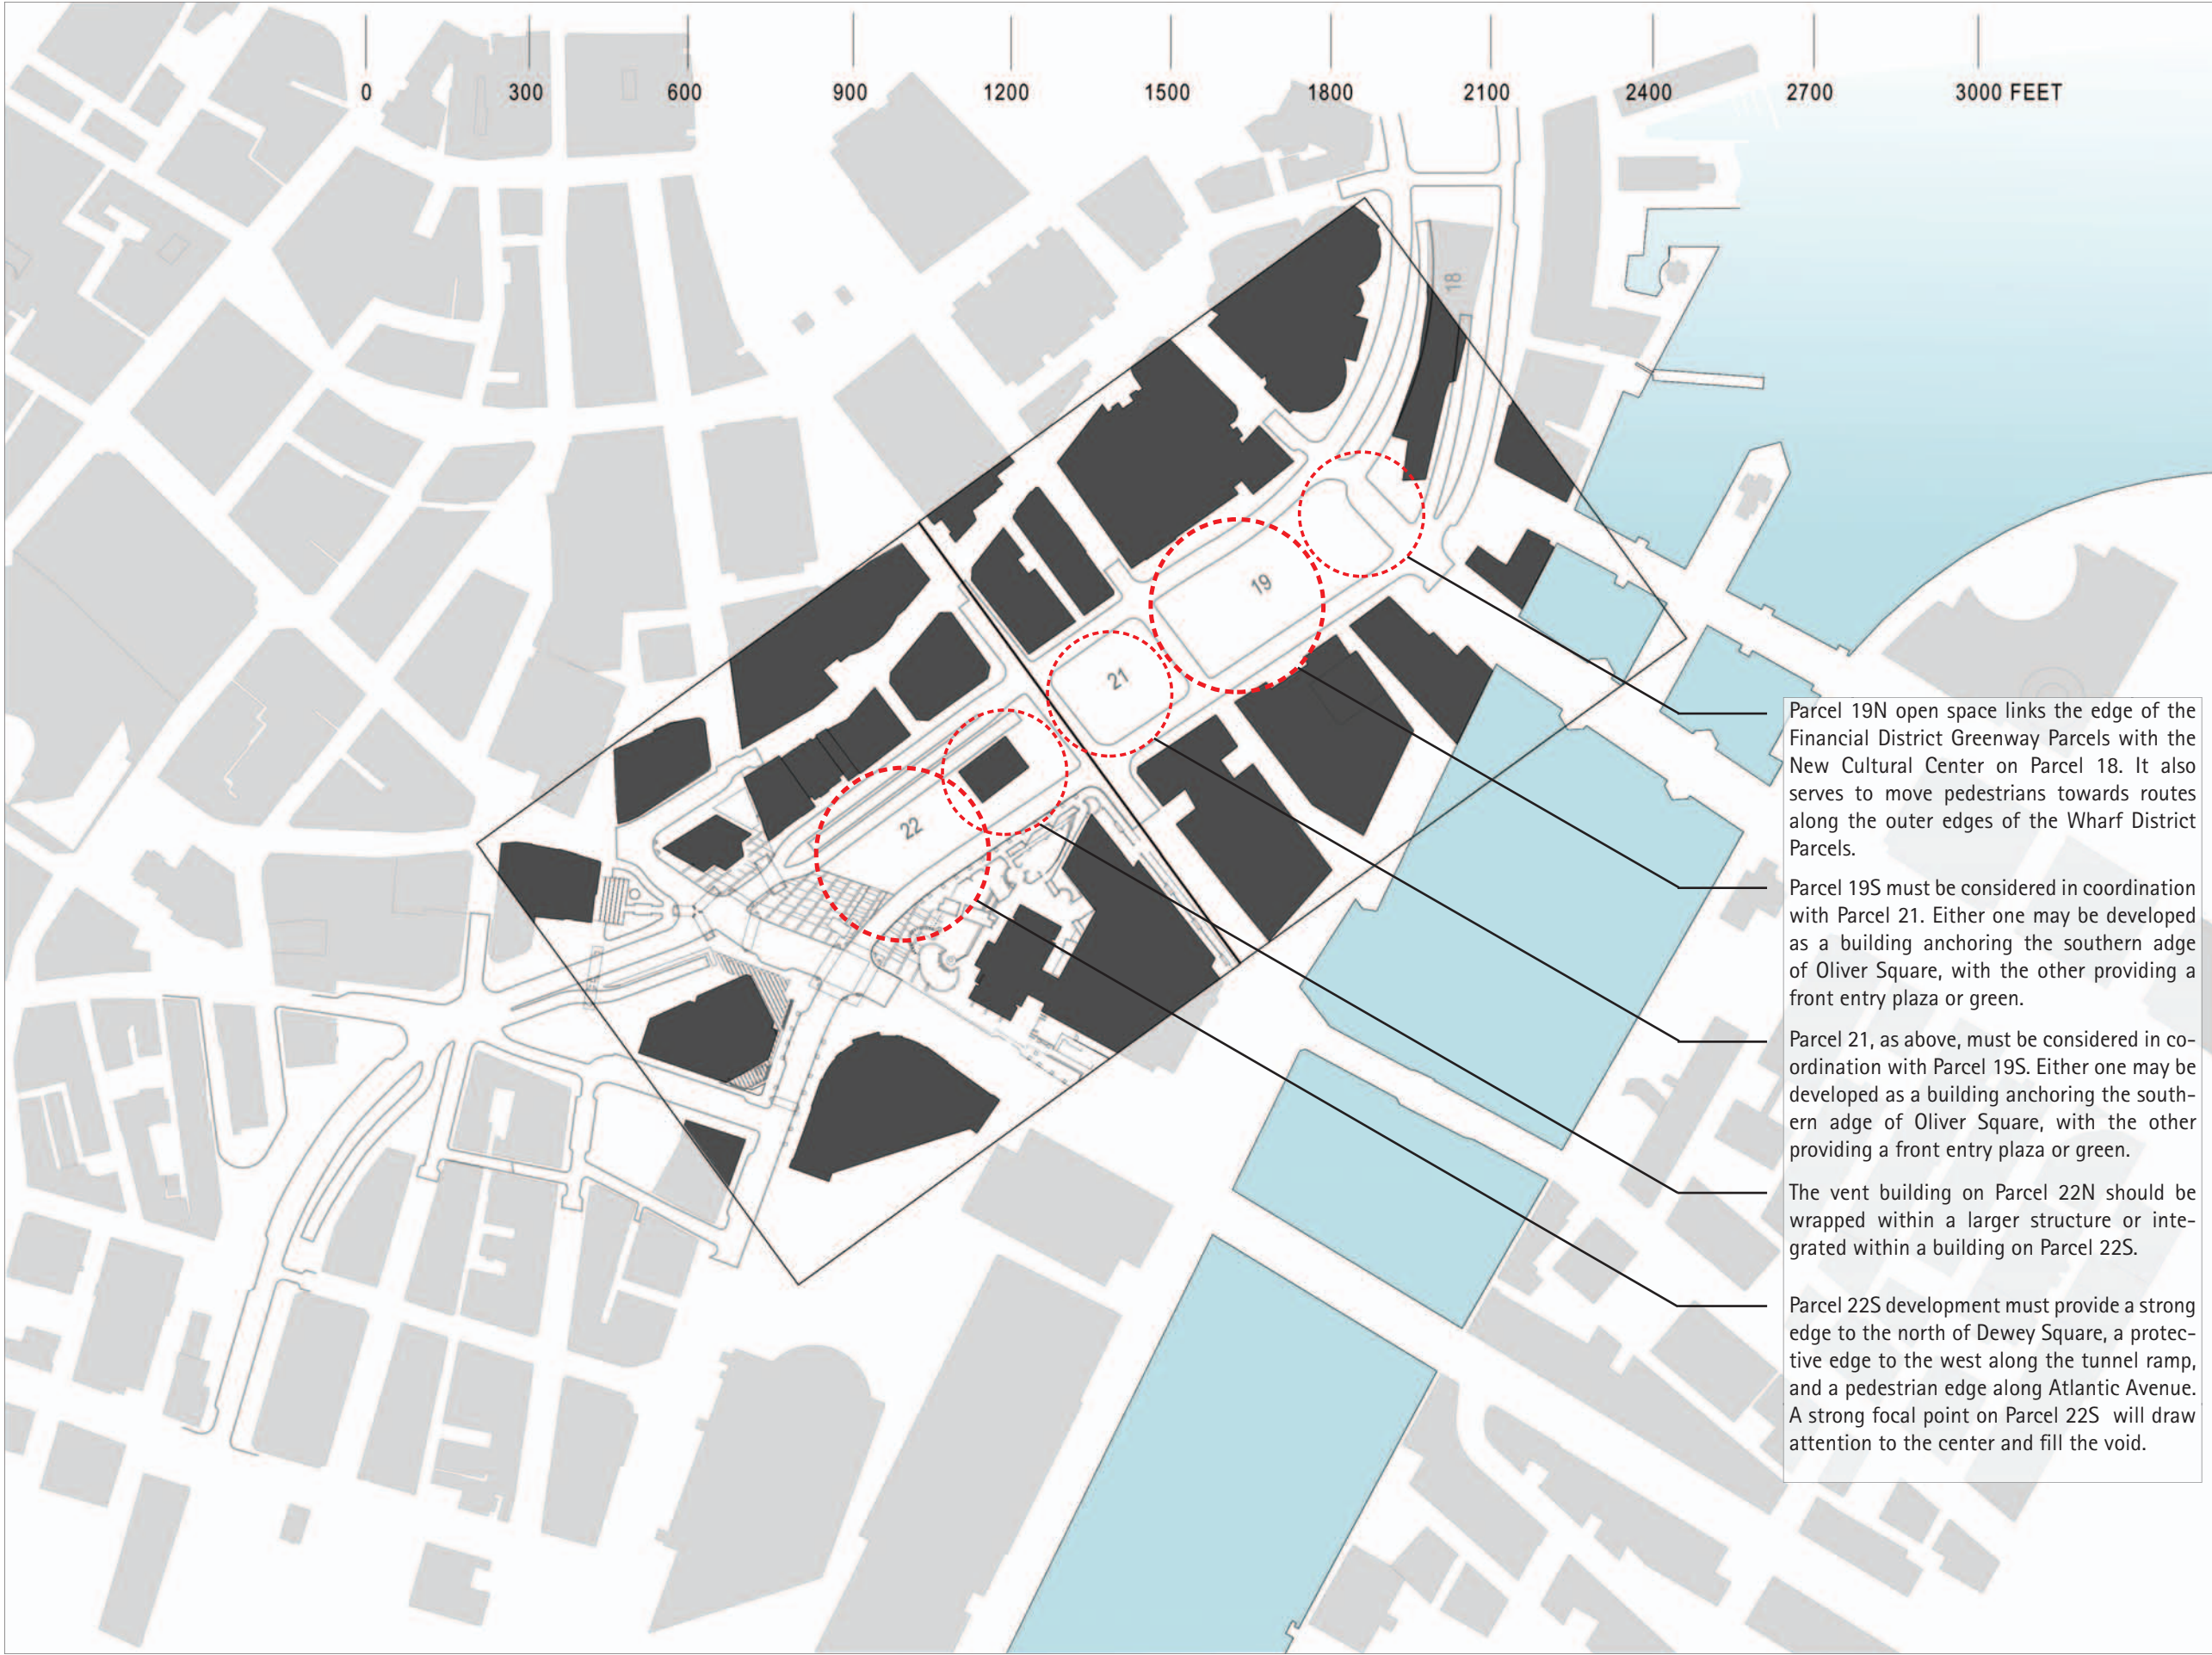 0 300 600 900 1200 1500 1800 2100 2400 2700 3000 FEET
18
19
21
22
Parcel 19N open space links the edge of the
Financial District Greenway Parcels with the
New Cultural Center on Parcel 18. It also
serves to move pedestrians towards routes
along the outer edges of the Wharf District
Parcels.
Parcel 19S must be considered in coordination
with Parcel 21. Either one may be developed
as a building anchoring the southern adge
of Oliver Square, with the other providing a
front entry plaza or green.
Parcel 21, as above, must be considered in co-
ordination with Parcel 19S. Either one may be
developed as a building anchoring the south-
ern adge of Oliver Square, with the other
providing a front entry plaza or green.
The vent building on Parcel 22N should be
wrapped within a larger structure or inte-
grated within a building on Parcel 22S.
Parcel 22S development must provide a strong
edge to the north of Dewey Square, a protec-
tive edge to the west along the tunnel ramp,
and a pedestrian edge along Atlantic Avenue.
A strong focal point on Parcel 22S will draw
attention to the center and fill the void.